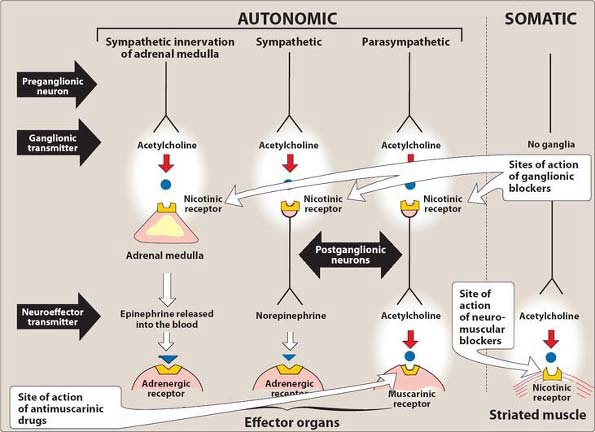 AUTONOMIC
SOMATIC
Sympathetic innervation
of adrenal medulla
Sympathetic
Parasympathetic
Preganglionic
neuron
Ganglionic
transmitter
Acetylcholine
Acetylcholine
Acetylcholine
No ganglia
Sites of action
of ganglionic
blockers
Nicotinic
receptor
Nicotinic
receptor
Nicotinic
receptor
Adrenal medulla
Postganglionic
neurons
Neuroeffector
transmitter
Epinephrine released
into the blood
Norepinephrine
Acetylcholine
Site of
action
of neuro-
muscular
blockers
Acetylcholine
Adrenergic
receptor
Adrenergic
receptor
Muscarinic
receptor
Nicotinic
receptor
Site of action
of antimuscarinic
drugs
Effector organs
Striated muscle